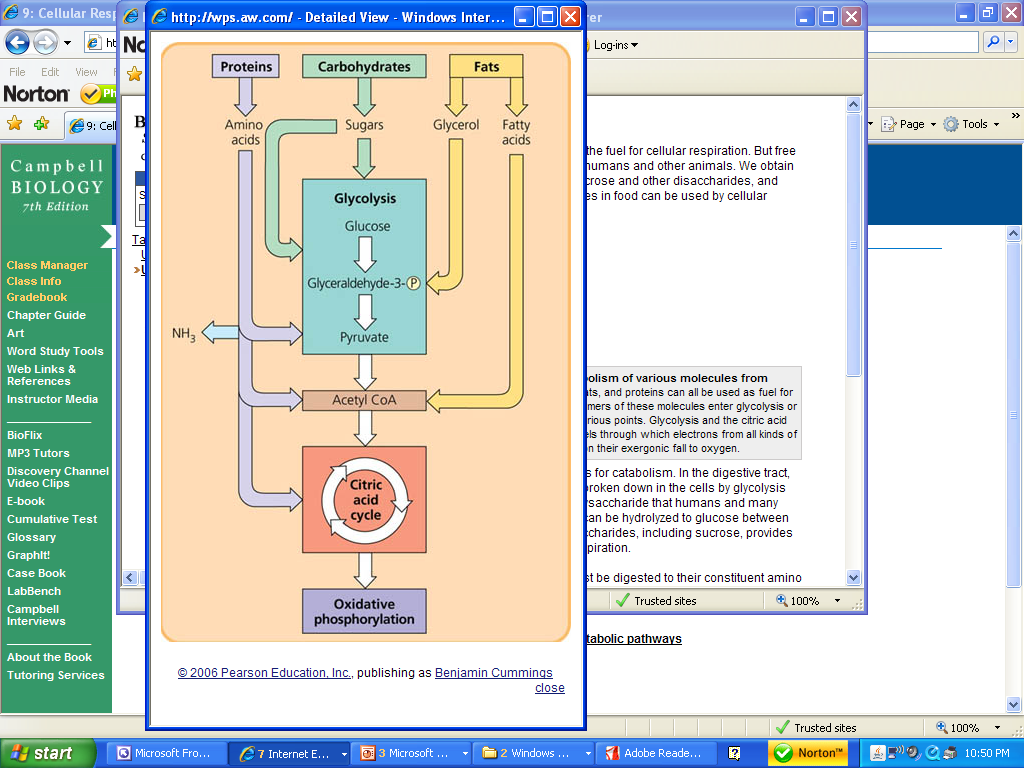 http://wps.aw.com/ - Detailed View - Windows Inter...
Proteins
Carbohydrates
Fats
Amino
acids
Sugars
Glycerol
Fatty
acids
Glycolysis
Glucose
Glyceraldehyde-3- P
NH3
Pyruvate
Acetyl CoA
Citric
acid
cycle
Oxidative
phosphorylation
© 2006 Pearson Education, Inc., publishing as Benjamin Cummings
close
9: Cellular Resp
File Edit View
Norton
9: Cell
Log-ins
Page Tools
Campbell
BIOLOGY
7th Edition
Class Manager
Class Info
Gradebook
Chapter Guide
Art
Word Study Tools
Web Links &
References
Instructor Media
BioFlix
MP3 Tutors
Discovery Channel
Video Clips
E-book
Cumulative Test
Glossary
GraphIt!
Case Book
LabBench
Campbell
Interviews
About the Book
Tutoring Services
the fuel for cellular respiration. But free
humans and other animals. We obtain
crose and other disaccharides, and
es in food can be used by cellular
bolism of various molecules from
ats, and proteins can all be used as fuel for
mers of these molecules enter glycolysis or
rious points. Glycolysis and the citric acid
els through which electrons from all kinds of
on their exergonic fall to oxygen.
s for catabolism. In the digestive tract,
broken down in the cells by glycolysis
rsaccharide that humans and many
can be hydrolyzed to glucose between
ccharides, including sucrose, provides
spiration.
st be digested to their constituent amino
Trusted sites 100%
tabolic pathways
Trusted sites 100%
start Microsoft Fro... 7 Internet E... 3 Microsoft ... 2 Windows ... Adobe Reade... Norton™ 10:50 PM